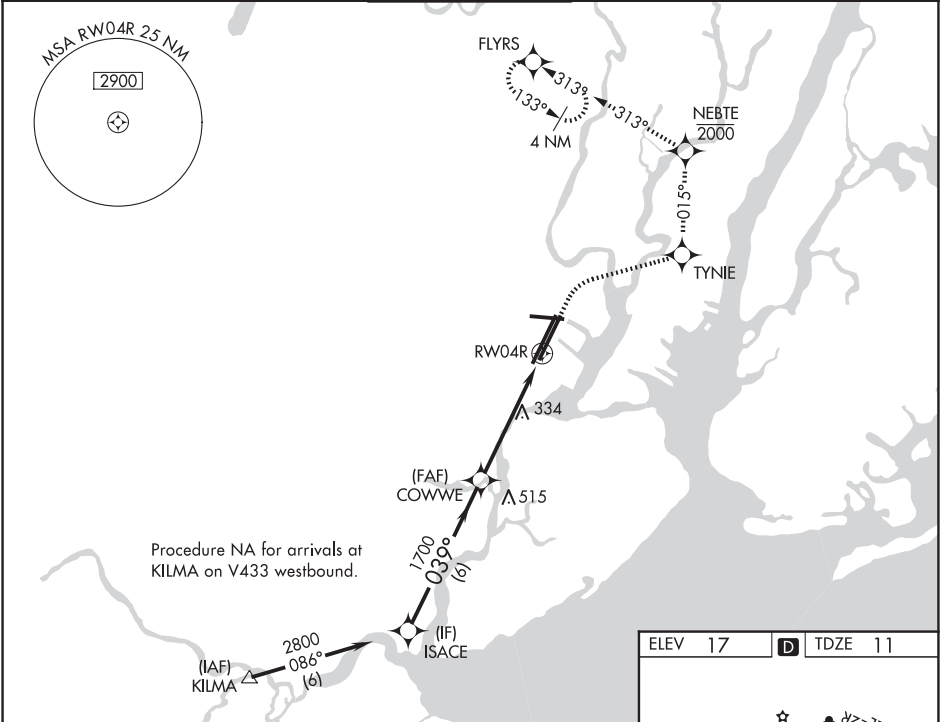 MSA RW04R 25 NM
2900
FLYRS
313°
133°
4 NM
313°
NEBTE
2000
015°
TYNIE
RW04R
334
(FAF)
COWWE
515
1700
039°
(6)
Procedure NA for arrivals at
KILMA on V433 westbound.
(IF)
ISACE
2800
086°
(6)
(IAF)
KILMA
ELEV 17 D TDZE 11